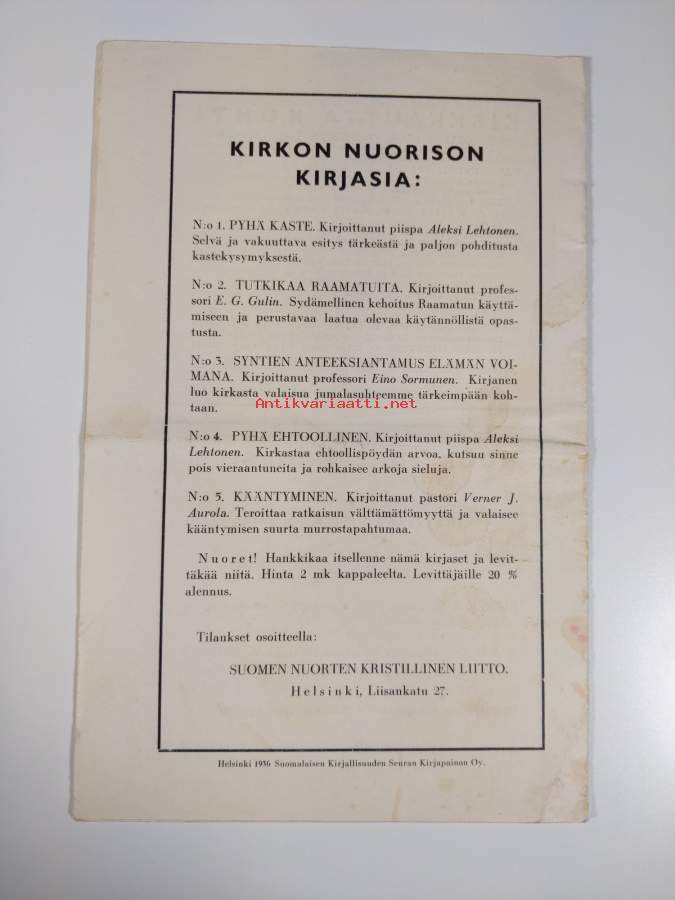 KIRKON NUORISON
KIRJASIA:
N:o 1. PYHÄ KASTE. Kirjoittanut piispa Aleksi Lehtonen.
Selvä ja vakuuttava esitys tärkeästä ja paljon pohditusta
kastekysymyksestä.
N:o 2. TUTKIKAA RAAMATUITA. Kirjoittanut profes-
sori E. G. Gulin. Sydämellinen kehoitus Raamatun käyttä-
miseen ja perustavaa laatua olevaa käytännöllistä opas-
tusta.
N:o 3. SYNTIEN ANTEEKSIANTAMUS ELÄMÄN VOI-
MANA. Kirjoittanut professori Eino Sormunen. Kirjanen
luo kirkasta valaisua jumalasuhteemme tärkeimpään koh-
taan.
Antikvariaatti.net
N:o 4. PYHÄ EHTOOLLINEN. Kirjoittanut piispa Aleksi
Lehtonen. Kirkastaa ehtoollispöydän arvoa, kutsuu sinne
pois vieraantuneita ja rohkaisee arkoja sieluja.
N:o 5. KÄÄNTYMINEN. Kirjoittanut pastori Verner J.
Aurola. Teroittaa ratkaisun välttämättömyyttä ja valaisee
kääntymisen suurta murrostapahtumaa.
Nuoret! Hankkikaa itsellenne nämä kirjaset ja levit-
täkää niitä. Hinta 2 mk kappaleelta. Levittäjäille 20 %
alennus.
Tilaukset osoitteella:
SUOMEN NUORTEN KRISTILLINEN LIITTO.
Helsinki, Liisankatu 27.
Helsinki 1936 Suomalaisen Kirjallisuuden Seuran Kirjapainon Oy.